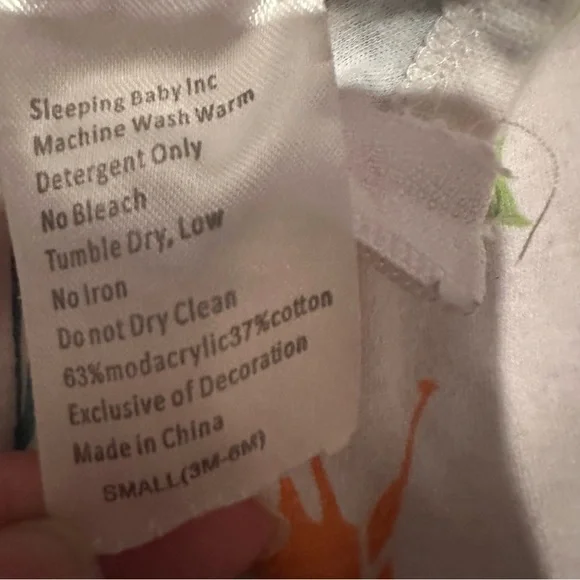 Sleeping Baby Inc
Machine Wash Warm
Detergent Only
No Bleach
Tumble Dry, Low
No Iron
Do not Dry Clean
63%modacrylic37%cotton
Exclusive of Decoration
Made in China
SMALL(3M-6M)